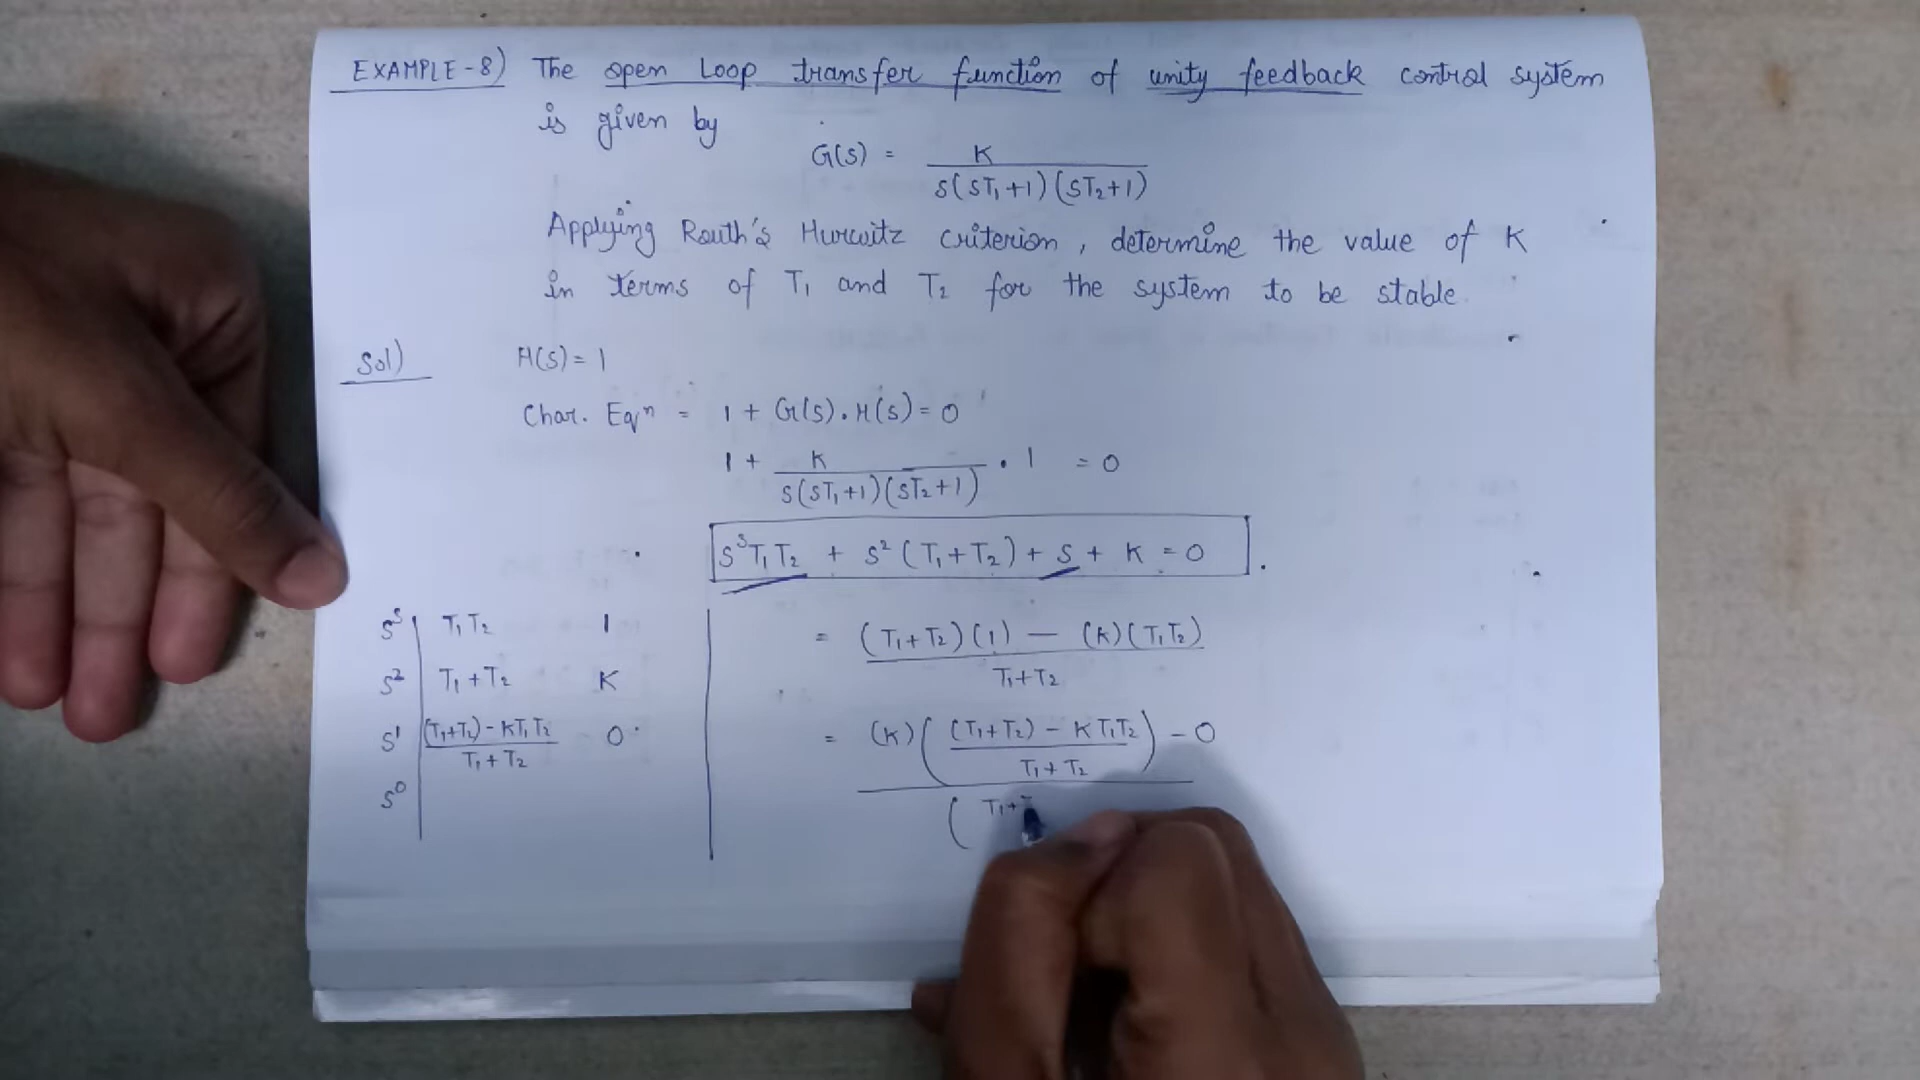 EXAMPLE-8) The open Loop transfer function of unity feedback control system
is given by
G(s) = K / s(sT₁+1)(sT₂+1)
Applying Routh's Hurwitz criterion, determine the value of K
in terms of T₁ and T₂ for the system to be stable.
Sol) H(s) = 1
Char. Eqⁿ = 1 + G(s).H(s) = 0
1 + K / s(sT₁+1)(sT₂+1) . 1 = 0
s³T₁T₂ + s²(T₁+T₂) + s + K = 0
s³ | T₁T₂ 1
s² | T₁+T₂ K
s¹ | (T₁+T₂) - KT₁T₂ / T₁+T₂ 0
s⁰ |
= (T₁+T₂)(1) - (K)(T₁T₂) / T₁+T₂
= (K)((T₁+T₂) - KT₁T₂ / T₁+T₂) - 0
(T₁+